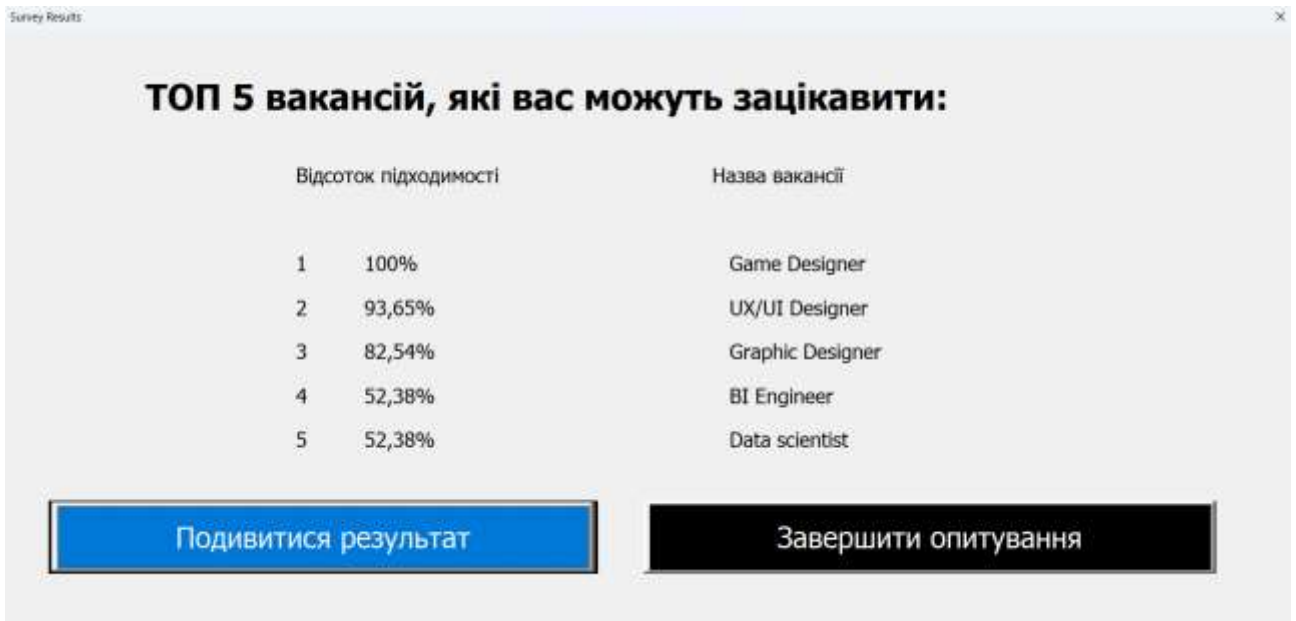 Survey Results
ТОП 5 вакансій, які вас можуть зацікавити:
Відсоток підходимості Назва вакансії
1 100% Game Designer
2 93,65% UX/UI Designer
3 82,54% Graphic Designer
4 52,38% BI Engineer
5 52,38% Data scientist
Подивитися результат Завершити опитування